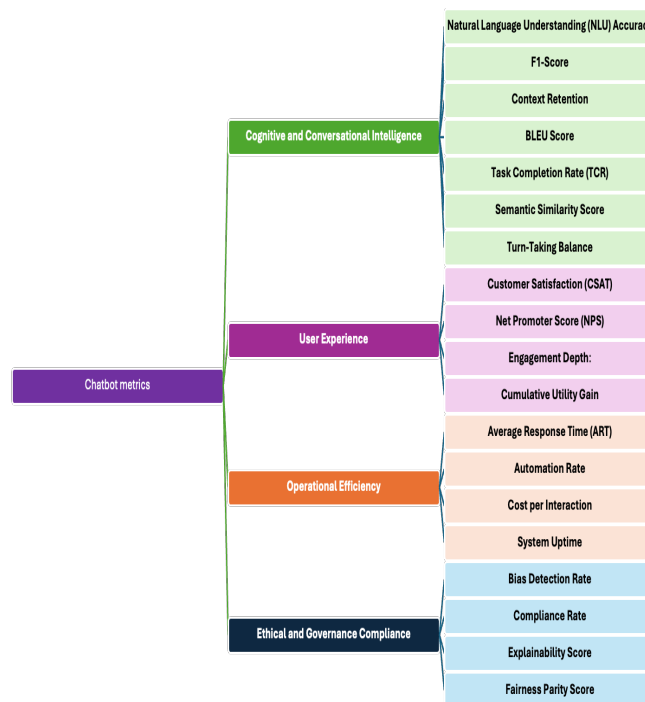 Natural Language Understanding (NLU) Accurac
F1-Score
Context Retention
Cognitive and Conversational Intelligence
BLEU Score
Task Completion Rate (TCR)
Semantic Similarity Score
Turn-Taking Balance
Customer Satisfaction (CSAT)
Net Promoter Score (NPS)
User Experience
Engagement Depth:
Chatbot metrics
Cumulative Utility Gain
Average Response Time (ART)
Automation Rate
Operational Efficiency
Cost per Interaction
System Uptime
Bias Detection Rate
Compliance Rate
Ethical and Governance Compliance
Explainability Score
Fairness Parity Score